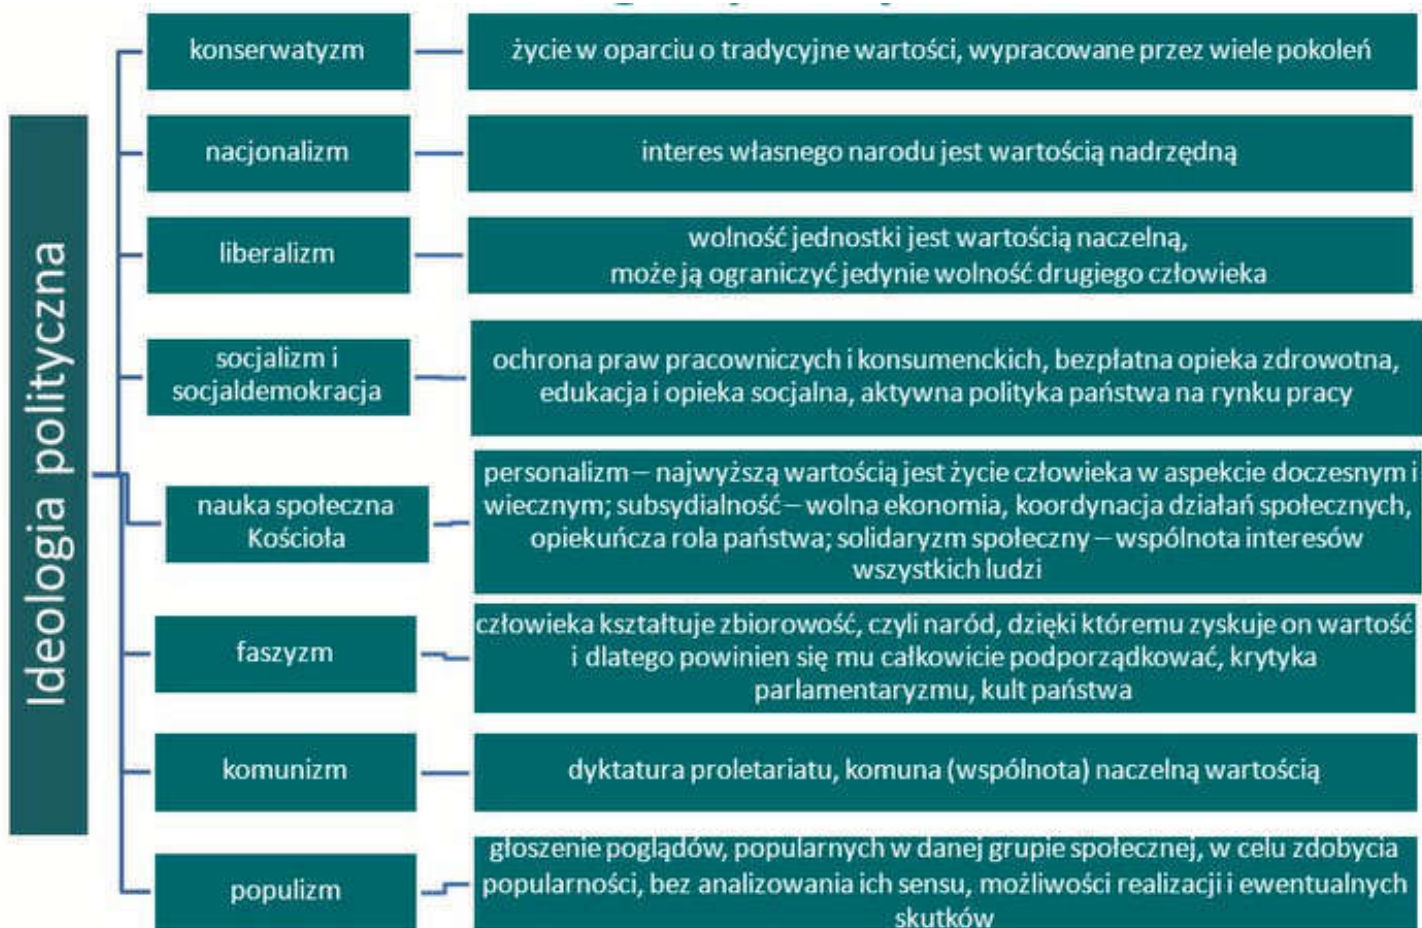 Ideologia polityczna
konserwatyzm
życie w oparciu o tradycyjne wartości, wypracowane przez wiele pokoleń
nacjonalizm
interes własnego narodu jest wartością nadrzędną
liberalizm
wolność jednostki jest wartością naczelną,
może ją ograniczyć jedynie wolność drugiego człowieka
socjalizm i
socjaldemokracja
ochrona praw pracowniczych i konsumenckich, bezpłatna opieka zdrowotna,
edukacja i opieka socjalna, aktywna polityka państwa na rynku pracy
nauka społeczna
Kościoła
personalizm – najwyższą wartością jest życie człowieka w aspekcie doczesnym i
wiecznym; subsydialność – wolna ekonomia, koordynacja działań społecznych,
opiekuńcza rola państwa; solidaryzm społeczny – wspólnota interesów
wszystkich ludzi
faszyzm
człowieka kształtuje zbiorowość, czyli naród, dzięki któremu zyskuje on wartość
i dlatego powinien się mu całkowicie podporządkować, krytyka
parlamentaryzmu, kult państwa
komunizm
dyktatura proletariatu, komuna (wspólnota) naczelną wartością
populizm
głoszenie poglądów, popularnych w danej grupie społecznej, w celu zdobycia
popularności, bez analizowania ich sensu, możliwości realizacji i ewentualnych
skutków